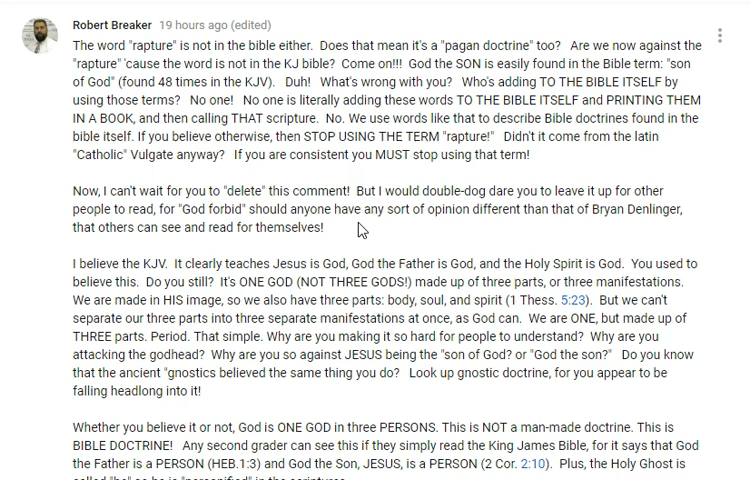 Robert Breaker 19 hours ago (edited)
The word "rapture" is not in the bible either. Does that mean it's a "pagan doctrine" too? Are we now against the
"rapture" 'cause the word is not in the KJ bible? Come on!!! God the SON is easily found in the Bible term: "son
of God" (found 48 times in the KJV). Duh! What's wrong with you? Who's adding TO THE BIBLE ITSELF by
using those terms? No one! No one is literally adding these words TO THE BIBLE ITSELF and PRINTING THEM
IN A BOOK, and then calling THAT scripture. No. We use words like that to describe Bible doctrines found in the
bible itself. If you believe otherwise, then STOP USING THE TERM "rapture!" Didn't it come from the latin
"Catholic" Vulgate anyway? If you are consistent you MUST stop using that term!
Now, I can't wait for you to "delete" this comment! But I would double-dog dare you to leave it up for other
people to read, for "God forbid" should anyone have any sort of opinion different than that of Bryan Denlinger,
that others can see and read for themselves!
I believe the KJV. It clearly teaches Jesus is God, God the Father is God, and the Holy Spirit is God. You used to
believe this. Do you still? It's ONE GOD (NOT THREE GODS!) made up of three parts, or three manifestations.
We are made in HIS image, so we also have three parts: body, soul, and spirit (1 Thess. 5:23). But we can't
separate our three parts into three separate manifestations at once, as God can. We are ONE, but made up of
THREE parts. Period. That simple. Why are you making it so hard for people to understand? Why are you
attacking the godhead? Why are you so against JESUS being the "son of God? or "God the son?" Do you know
that the ancient "gnostics believed the same thing you do? Look up gnostic doctrine, for you appear to be
falling headlong into it!
Whether you believe it or not, God is ONE GOD in three PERSONS. This is NOT a man-made doctrine. This is
BIBLE DOCTRINE! Any second grader can see this if they simply read the King James Bible, for it says that God
the Father is a PERSON (HEB.1:3) and God the Son, JESUS, is a PERSON (2 Cor. 2:10). Plus, the Holy Ghost is
called "he" so he is "personified" in the scriptures.